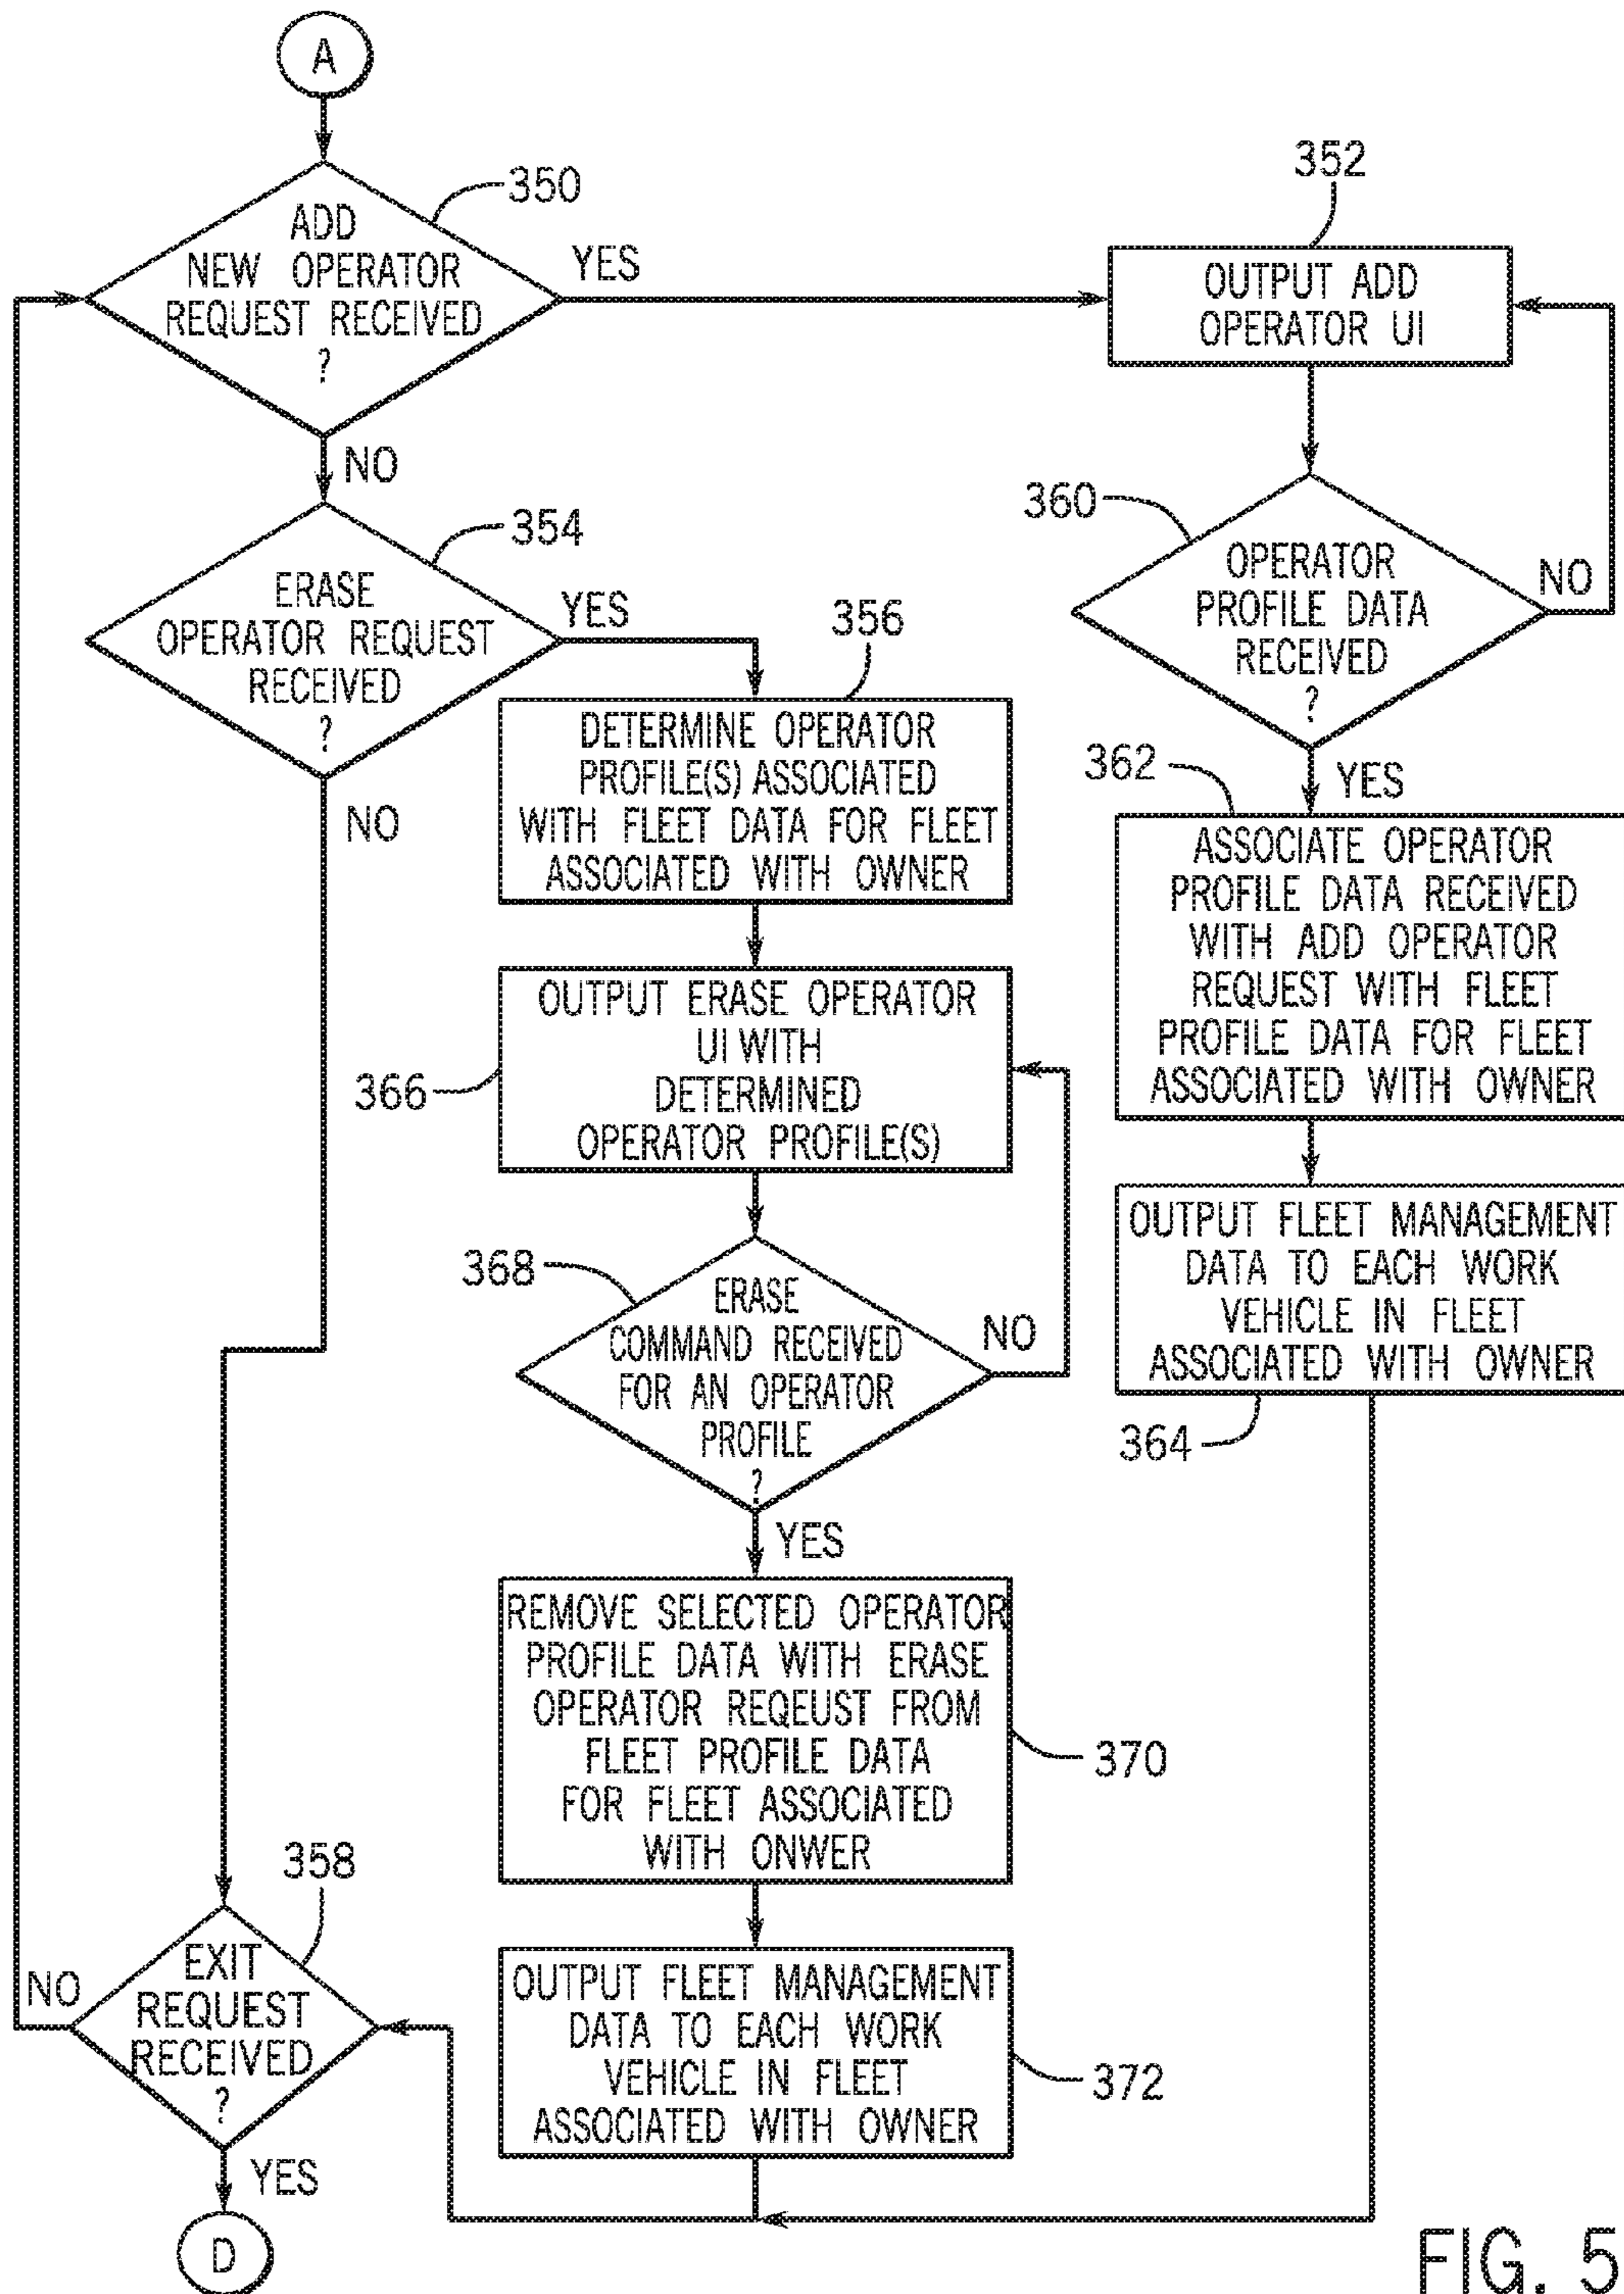 A
350
ADD
NEW OPERATOR
REQUEST RECEIVED
?
YES
NO
352
OUTPUT ADD
OPERATOR UI
354
ERASE
OPERATOR REQUEST
RECEIVED
?
YES
NO
360
OPERATOR
PROFILE DATA
RECEIVED
?
NO
YES
356
DETERMINE OPERATOR
PROFILE(S) ASSOCIATED
WITH FLEET DATA FOR FLEET
ASSOCIATED WITH OWNER
362
ASSOCIATE OPERATOR
PROFILE DATA RECEIVED
WITH ADD OPERATOR
REQUEST WITH FLEET
PROFILE DATA FOR FLEET
ASSOCIATED WITH OWNER
366
OUTPUT ERASE OPERATOR
UI WITH
DETERMINED
OPERATOR PROFILE(S)
OUTPUT FLEET MANAGEMENT
DATA TO EACH WORK
VEHICLE IN FLEET
ASSOCIATED WITH OWNER
364
368
ERASE
COMMAND RECEIVED
FOR AN OPERATOR
PROFILE
?
NO
YES
REMOVE SELECTED OPERATOR
PROFILE DATA WITH ERASE
OPERATOR REQEUST FROM
FLEET PROFILE DATA
FOR FLEET ASSOCIATED
WITH ONWER
370
358
EXIT
REQUEST
RECEIVED
?
NO
YES
OUTPUT FLEET MANAGEMENT
DATA TO EACH WORK
VEHICLE IN FLEET
ASSOCIATED WITH OWNER
372
D
FIG. 5